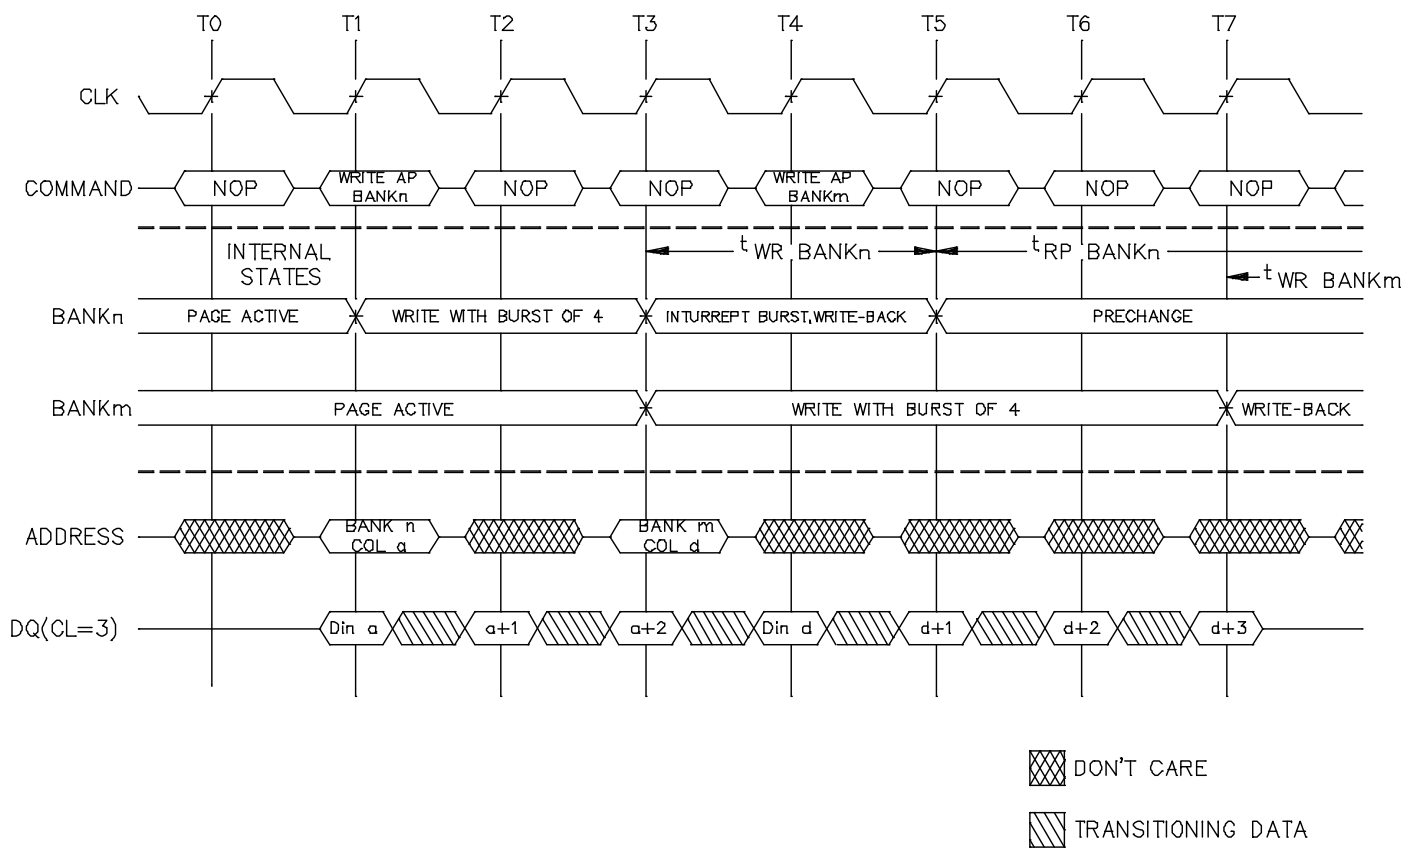 T0 T1 T2 T3 T4 T5 T6 T7
CLK
COMMAND NOP WRITE AP BANKn NOP NOP WRITE AP BANKm NOP NOP NOP
INTERNAL STATES
tWR BANKn
tRP BANKn
tWR BANKm
BANKn PAGE ACTIVE WRITE WITH BURST OF 4 INTURREPT BURST,WRITE-BACK PRECHANGE
BANKm PAGE ACTIVE WRITE WITH BURST OF 4 WRITE-BACK
ADDRESS BANK n COL a BANK m COL d
DQ(CL=3) Din a a+1 a+2 Din d d+1 d+2 d+3
DON'T CARE
TRANSITIONING DATA